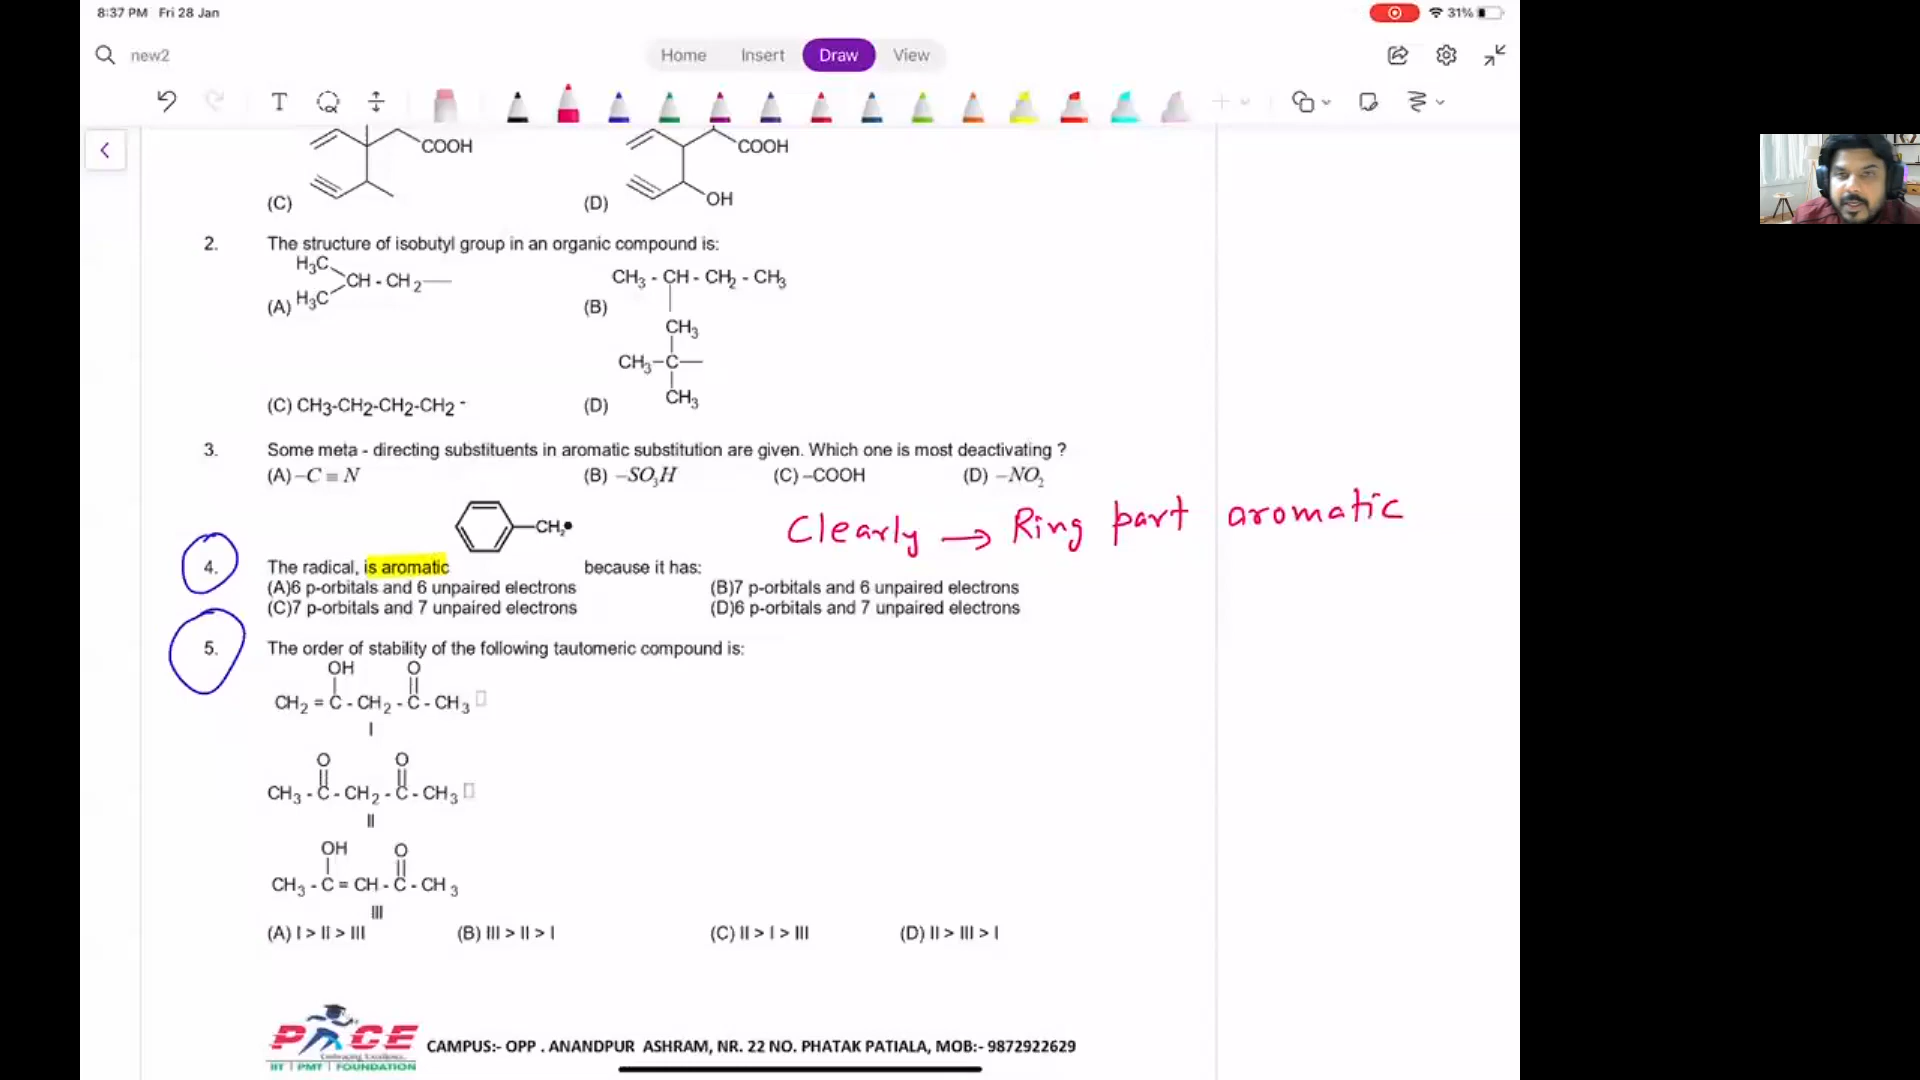 8:37 PM Fri 28 Jan
31%
new2
Home Insert Draw View
T
COOH
(C)
COOH
OH
(D)
2. The structure of isobutyl group in an organic compound is:
H₃C
CH - CH₂—
(A) H₃C
CH₃ - CH - CH₂ - CH₃
(B)
CH₃
CH₃-C—
CH₃
(C) CH3-CH2-CH2-CH2 -
(D)
3. Some meta - directing substituents in aromatic substitution are given. Which one is most deactivating ?
(A) –C ≡ N (B) –SO₃H (C) –COOH (D) –NO₂
CH₂•
Clearly → Ring part aromatic
4. The radical, is aromatic because it has:
(A)6 p-orbitals and 6 unpaired electrons (B)7 p-orbitals and 6 unpaired electrons
(C)7 p-orbitals and 7 unpaired electrons (D)6 p-orbitals and 7 unpaired electrons
5. The order of stability of the following tautomeric compound is:
OH O
CH₂ = C - CH₂ - C - CH₃
I
O O
CH₃ - C - CH₂ - C - CH₃
II
OH O
CH₃ - C = CH - C - CH₃
III
(A) I > II > III (B) III > II > I (C) II > I > III (D) II > III > I
PACE
Embracing Excellence..
IIT | PMT | FOUNDATION
CAMPUS:- OPP . ANANDPUR ASHRAM, NR. 22 NO. PHATAK PATIALA, MOB:- 9872922629